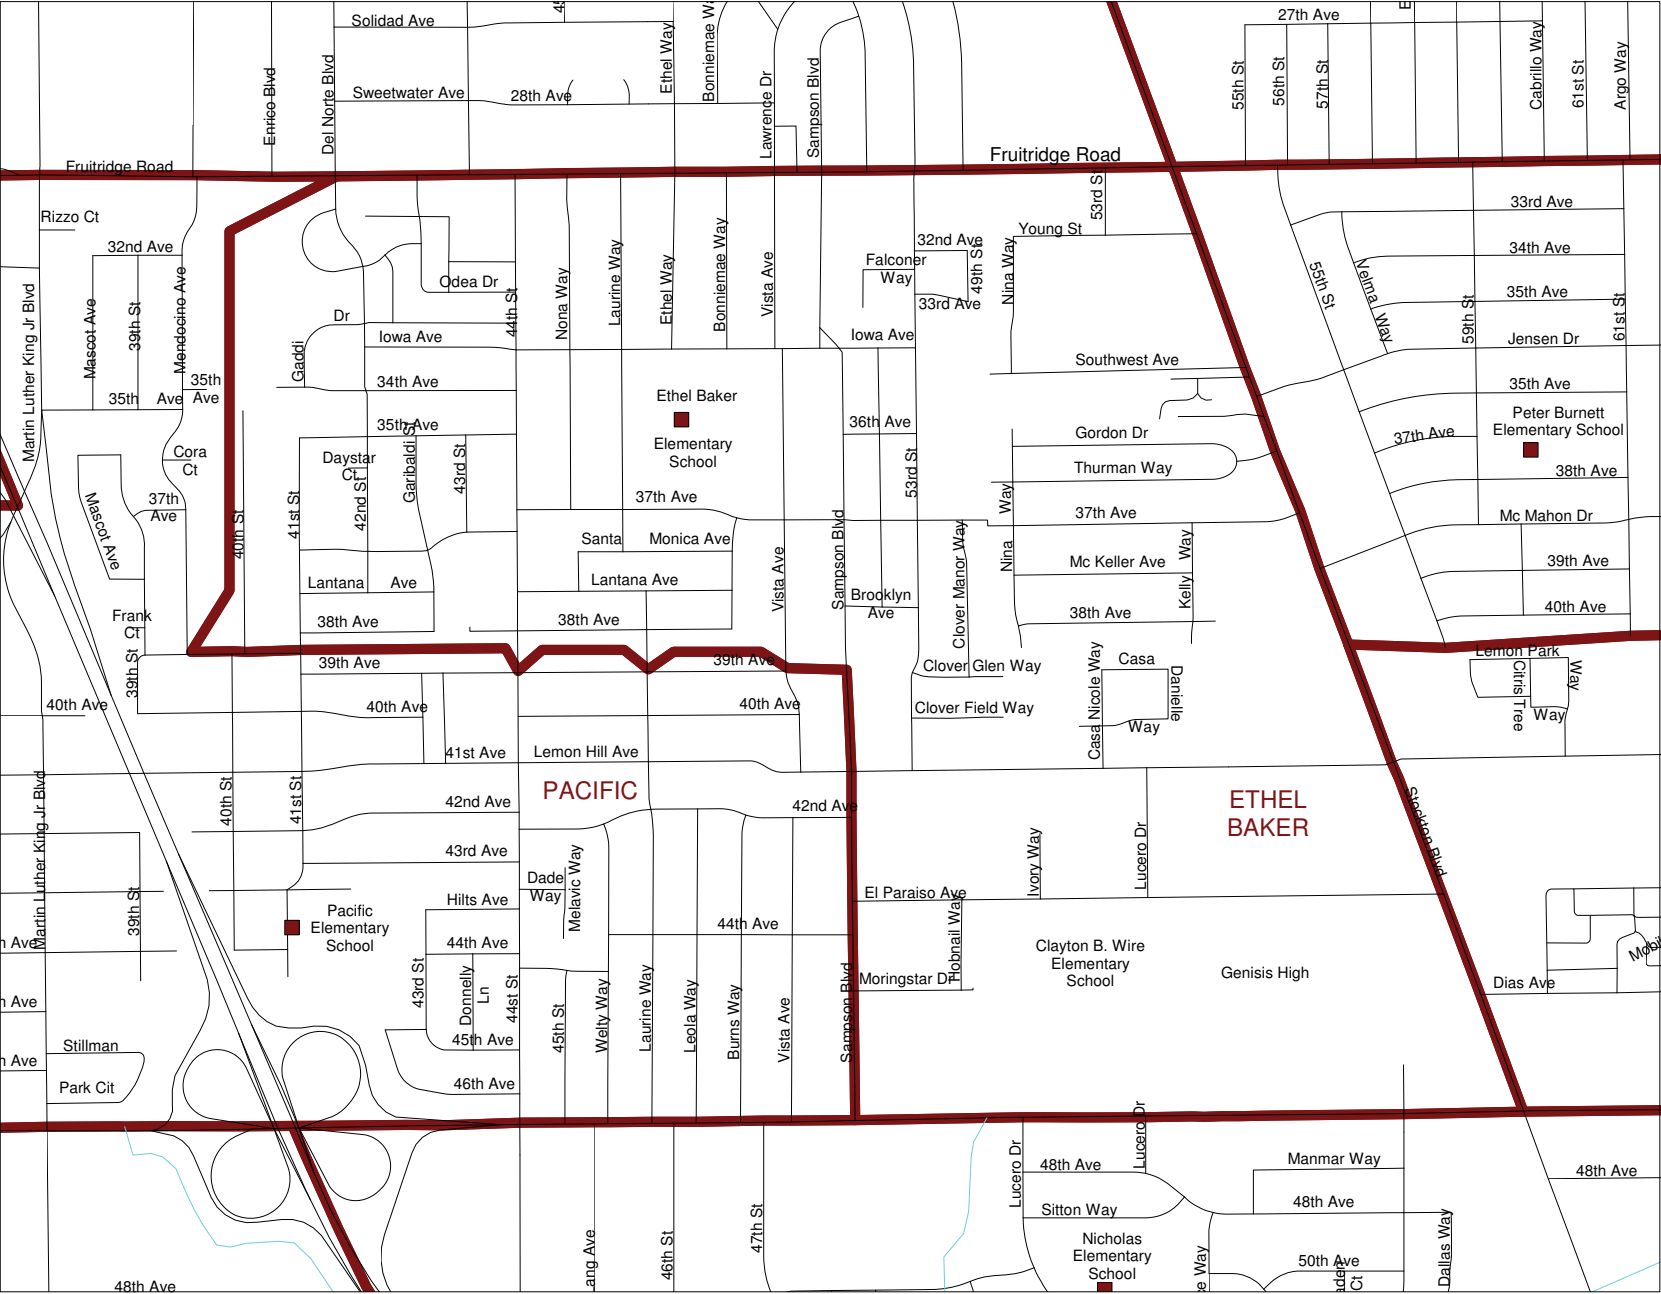 Solidad Ave
27th Ave
Enrico Blvd
Del Norte Blvd
Ethel Way
Bonniemae Wa
Lawrence Dr
Sampson Blvd
55th St
56th St
57th St
Cabrillo Way
61st St
Argo Way
Sweetwater Ave
28th Ave
Fruitridge Road
Fruitridge Road
53rd St
33rd Ave
Rizzo Ct
Young St
32nd Ave
32nd Ave
34th Ave
Falconer
Way
49th St
Nina Way
55th St
Velma Way
Mendocino Ave
Mascot Ave
39th St
Martin Luther King Jr Blvd
Odea Dr
44th St
Nona Way
Laurine Way
Ethel Way
Bonniemae Way
Vista Ave
33rd Ave
35th Ave
59th St
61st St
Dr
Gaddi
Iowa Ave
Iowa Ave
Jensen Dr
Southwest Ave
35th
Ave
34th Ave
35th Ave
35th Ave
Ethel Baker
Elementary
School
Peter Burnett
Elementary School
35th Ave
36th Ave
Gordon Dr
37th Ave
Cora
Ct
Daystar
Ct
Garibaldi St
43rd St
42nd St
41st St
40th St
53rd St
Thurman Way
38th Ave
Mascot Ave
37th
Ave
37th Ave
Nina Way
37th Ave
Mc Mahon Dr
Santa Monica Ave
Vista Ave
Sampson Blvd
Clover Manor Way
Kelly Way
Mc Keller Ave
39th Ave
Lantana Ave
Lantana Ave
Brooklyn
Ave
40th Ave
Frank
Ct
38th Ave
38th Ave
38th Ave
39th St
39th Ave
39th Ave
Clover Glen Way
Casa Nicole Way
Casa
Danielle
Way
Lemon Park
Way
Citris Tree
Way
40th Ave
40th Ave
40th Ave
Clover Field Way
41st Ave
Lemon Hill Ave
PACIFIC
ETHEL
BAKER
Stockton Blvd
Martin Luther King Jr Blvd
40th St
41st St
42nd Ave
42nd Ave
43rd Ave
Ivory Way
Lucero Dr
Dade
Way
Melavic Way
El Paraiso Ave
Hilts Ave
39th St
Pacific
Elementary
School
44th Ave
44th Ave
Hobnail Way
Clayton B. Wire
Elementary
School
Genisis High
h Ave
Moringstar Dr
Dias Ave
Mobil
43rd St
Donnelly
Ln
44st St
45th St
Welty Way
Laurine Way
Leola Way
Burns Way
Vista Ave
Sampson Blvd
h Ave
45th Ave
Stillman
Park Cit
h Ave
46th Ave
Lucero Dr
Lucero Dr
48th Ave
Manmar Way
48th Ave
48th Ave
Sitton Way
Nicholas
Elementary
School
50th Ave
Ct
Dallas Way
ang Ave
46th St
47th St
48th Ave